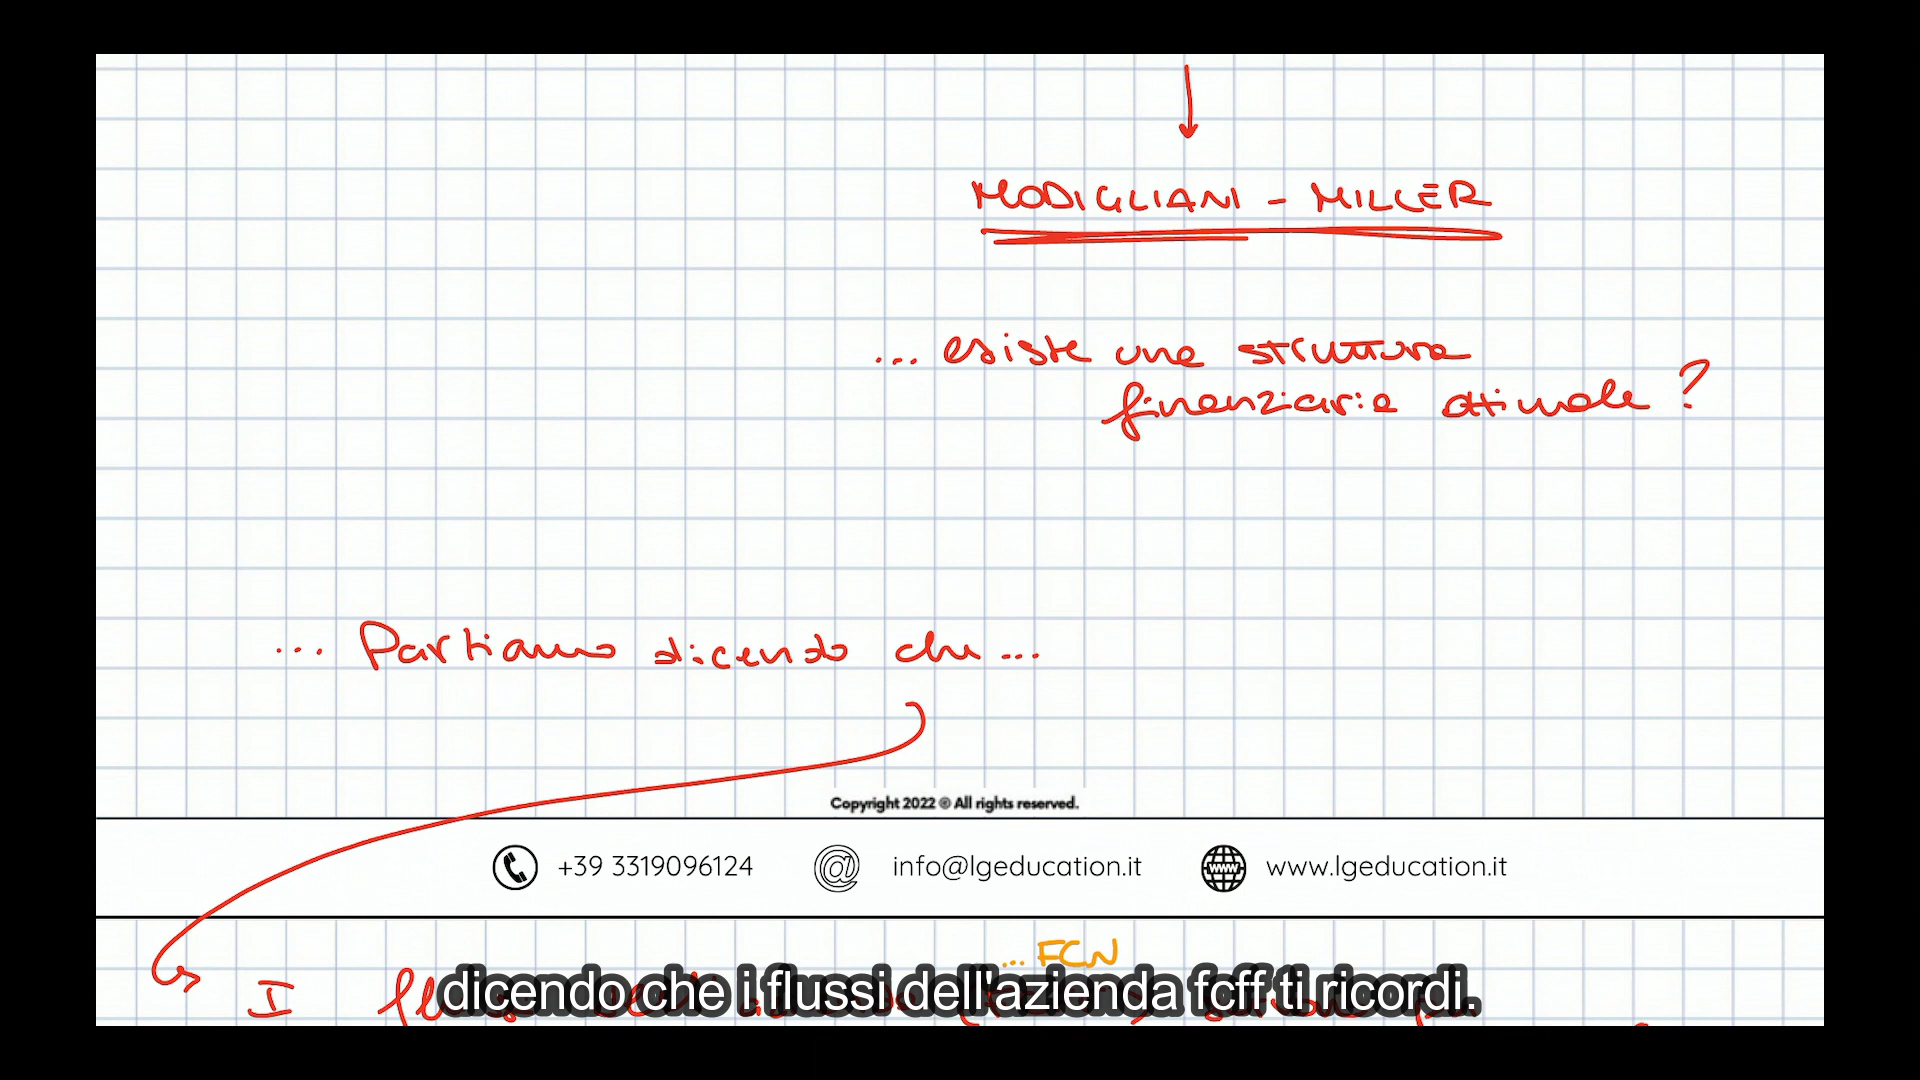 MODIGLIANI - MILLER
... esiste una struttura
finanziaria ottimale ?
... Partiamo dicendo che ...
Copyright 2022 © All rights reserved.
+39 3319096124 @ info@lgeducation.it www www.lgeducation.it
... FCN
I
dicendo che i flussi dell'azienda fcff ti ricordi.